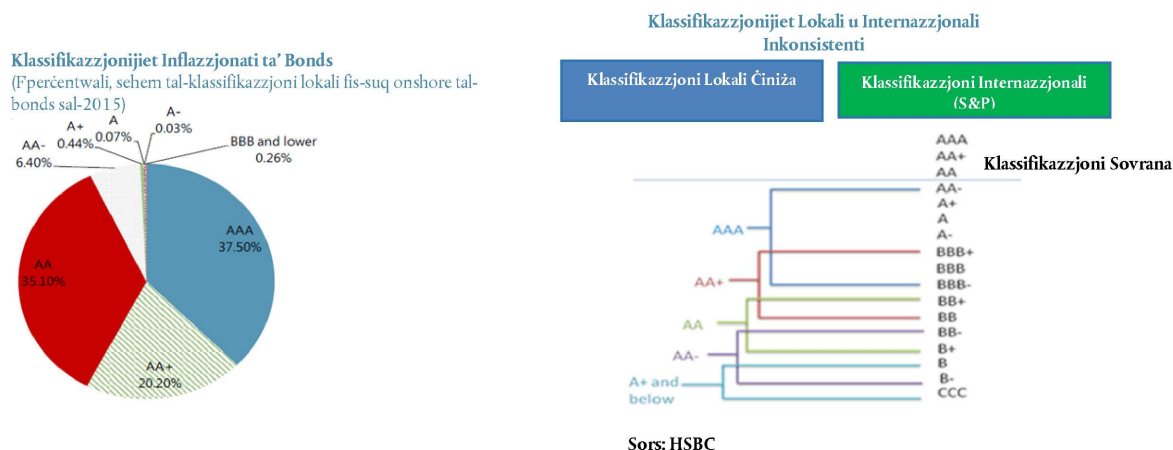 Klassifikazzjonijiet Inflazzjonati ta' Bonds
(F'perċentwali, sehem tal-klassifikazzjoni lokali fis-suq onshore tal-
bonds sal-2015)
A
0.07%
A-
0.03%
A+
0.44%
AA-
6.40%
BBB and lower
0.26%
AAA
37.50%
AA
35.10%
AA+
20.20%
Klassifikazzjonijiet Lokali u Internazzjonali
Inkonsistenti
Klassifikazzjoni Lokali Ċiniża
Klassifikazzjoni Internazzjonali
(S&P)
AAA
AA+
AA
Klassifikazzjoni Sovrana
AA-
A+
A
A-
BBB+
BBB
BBB-
BB+
BB
BB-
B+
B
B-
CCC
AAA
AA+
AA
AA-
A+ and
below
Sors: HSBC